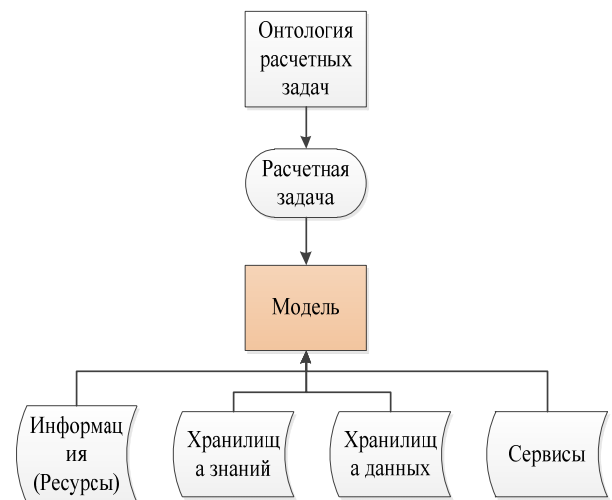 Онтология
расчетных
задач
Расчетная
задача
Модель
Информац
ия
(Ресурсы)
Хранилищ
а знаний
Хранилищ
а данных
Сервисы